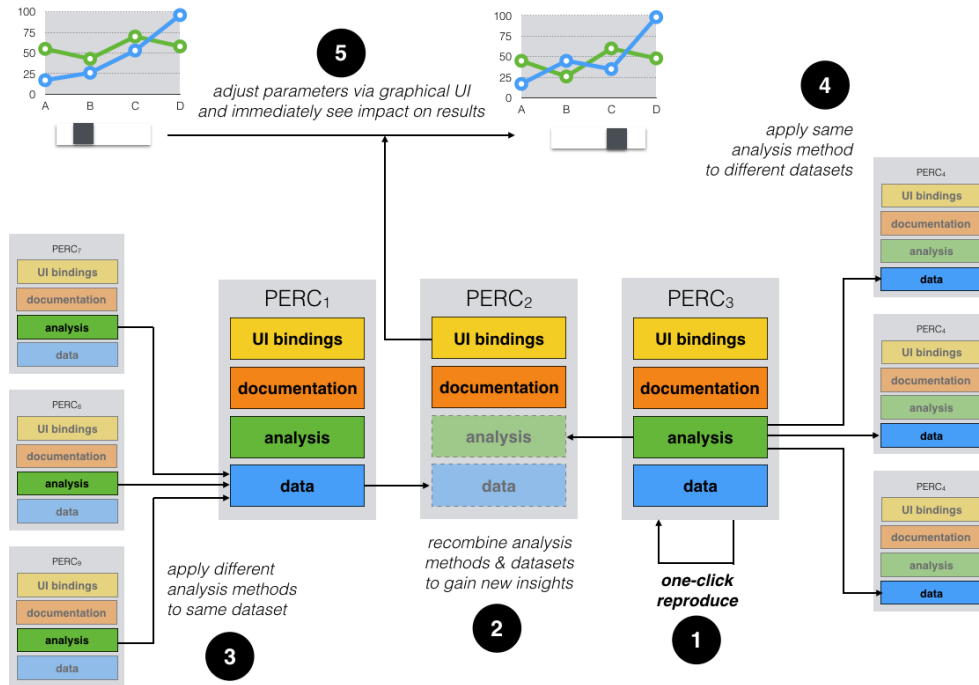 100
75
50
25
0
A B C D
5
adjust parameters via graphical UI
and immediately see impact on results
100
75
50
25
0
A B C D
4
apply same
analysis method
to different datasets
PERC₇
UI bindings
documentation
analysis
data
PERC₈
UI bindings
documentation
analysis
data
PERC₉
UI bindings
documentation
analysis
data
PERC₁
UI bindings
documentation
analysis
data
PERC₂
UI bindings
documentation
analysis
data
PERC₃
UI bindings
documentation
analysis
data
PERC₄
UI bindings
documentation
analysis
data
PERC₄
UI bindings
documentation
analysis
data
PERC₄
UI bindings
documentation
analysis
data
apply different
analysis methods
to same dataset
3
recombine analysis
methods & datasets
to gain new insights
2
one-click
reproduce
1